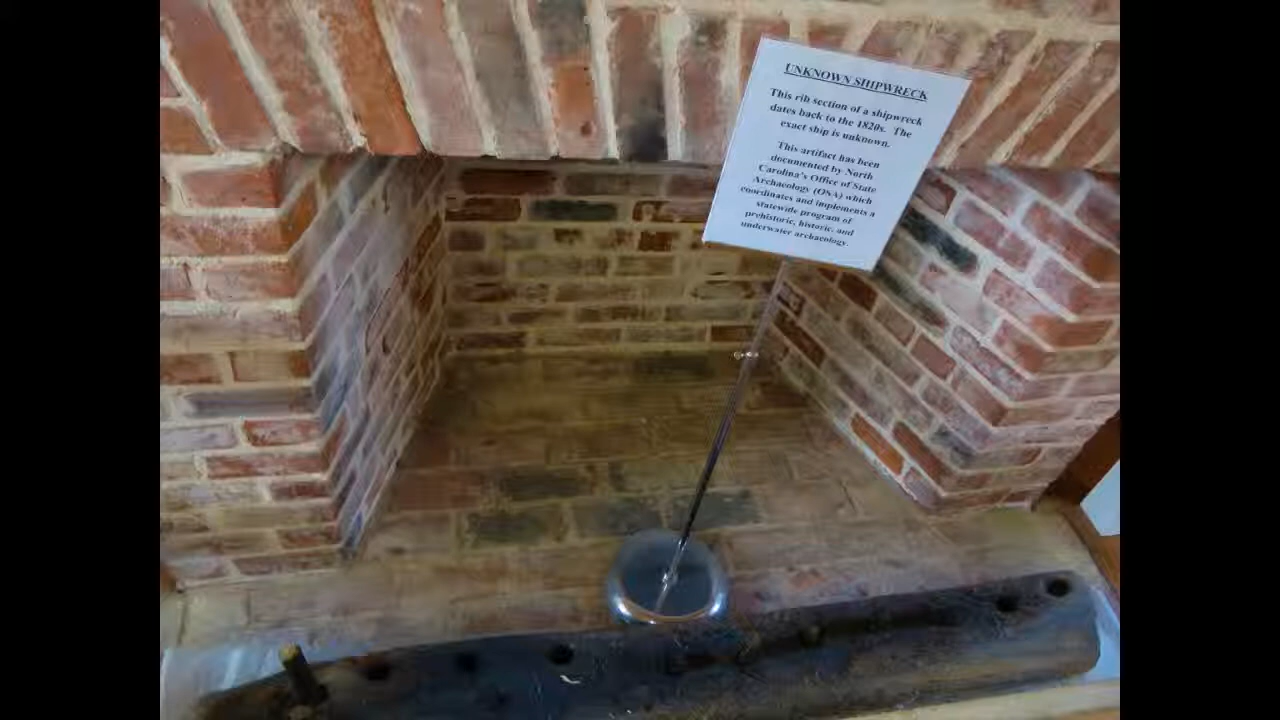 UNKNOWN SHIPWRECK
This rib section of a shipwreck
dates back to the 1820s. The
exact ship is unknown.
This artifact has been
documented by North
Carolina's Office of State
Archaeology (OSA) which
coordinates and implements a
statewide program of
prehistoric, historic, and
underwater archaeology.